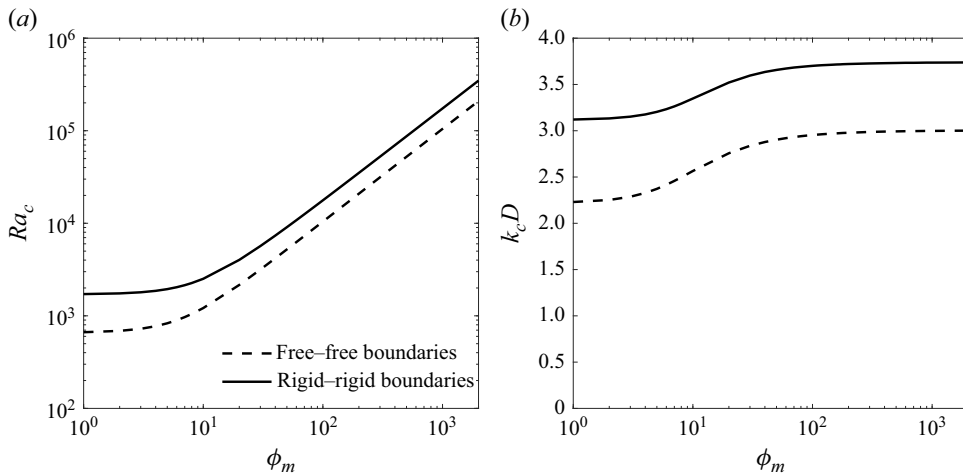 (a)
10^6
10^5
10^4
10^3
10^2
Ra_c
Free–free boundaries
Rigid–rigid boundaries
10^0 10^1 10^2 10^3
ϕ_m
(b)
4.0
3.5
3.0
2.5
2.0
1.5
1.0
0.5
0
k_c D
10^0 10^1 10^2 10^3
ϕ_m